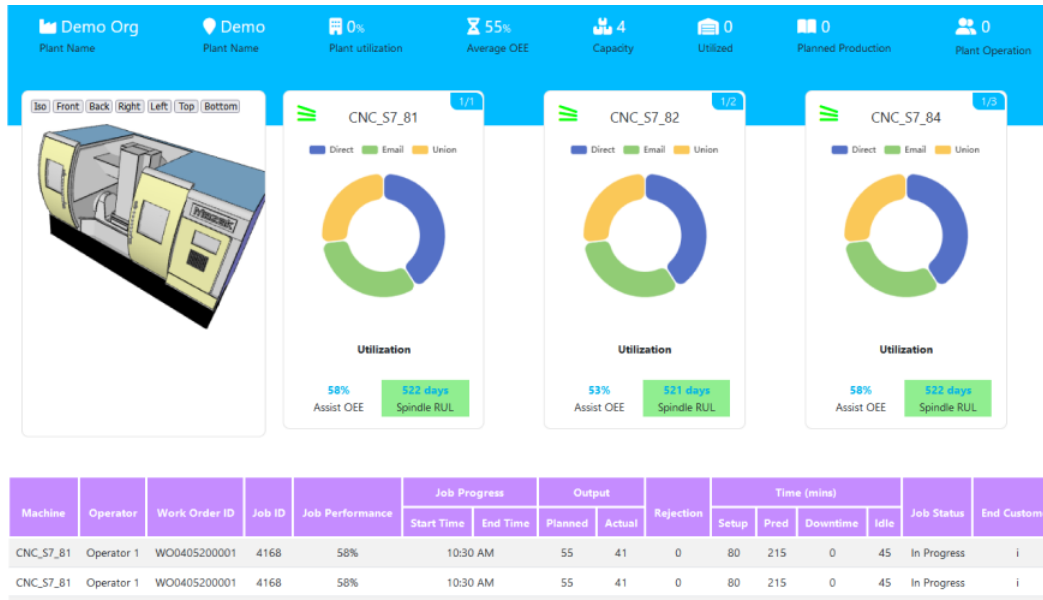 Demo Org Demo 0% 55% 4 0 0 0
Plant Name Plant Name Plant utilization Average OEE Capacity Utilized Planned Production Plant Operation
Iso Front Back Right Left Top Bottom
Mazak
1/1
CNC_S7_81
Direct Email Union
Utilization
58% 522 days
Assist OEE Spindle RUL
1/2
CNC_S7_82
Direct Email Union
Utilization
53% 521 days
Assist OEE Spindle RUL
1/3
CNC_S7_84
Direct Email Union
Utilization
58% 522 days
Assist OEE Spindle RUL
Job Progress Output Time (mins)
Machine Operator Work Order ID Job ID Job Performance Rejection Job Status End Custom
Start Time End Time Planned Actual Setup Pred Downtime Idle
CNC_S7_81 Operator 1 WO0405200001 4168 58% 10:30 AM 55 41 0 80 215 0 45 In Progress i
CNC_S7_81 Operator 1 WO0405200001 4168 58% 10:30 AM 55 41 0 80 215 0 45 In Progress i